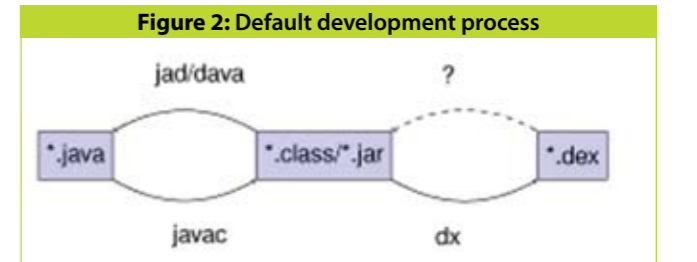 Figure 2: Default development process
jad/dava ?
*.java *.class/*.jar *.dex
javac dx